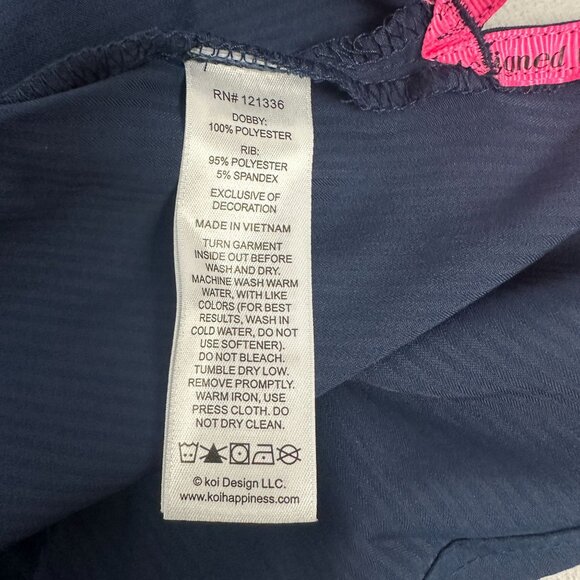 RN# 121336
DOBBY:
100% POLYESTER
RIB:
95% POLYESTER
5% SPANDEX
EXCLUSIVE OF
DECORATION
MADE IN VIETNAM
TURN GARMENT
INSIDE OUT BEFORE
WASH AND DRY.
MACHINE WASH WARM
WATER, WITH LIKE
COLORS (FOR BEST
RESULTS, WASH IN
COLD WATER, DO NOT
USE SOFTENER).
DO NOT BLEACH.
TUMBLE DRY LOW.
REMOVE PROMPTLY.
WARM IRON, USE
PRESS CLOTH. DO
NOT DRY CLEAN.
© koi Design LLC.
www.koihappiness.com